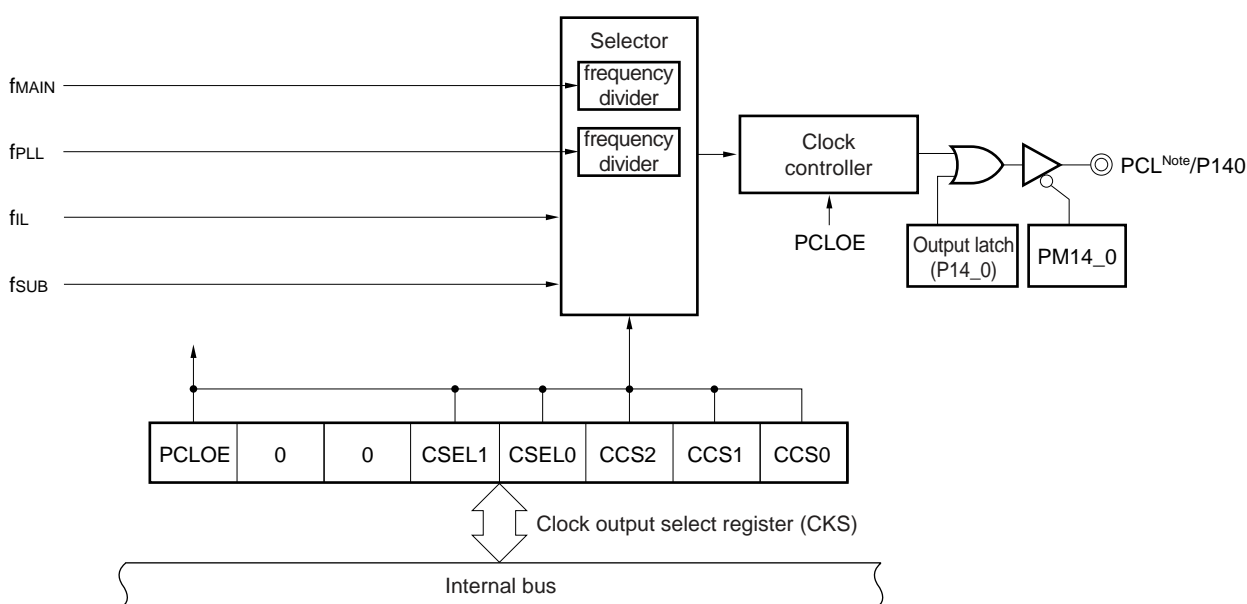 Selector
fMAIN
frequency
divider
fPLL
frequency
divider
fIL
fSUB
Clock
controller
PCLOE
PCLNote/P140
Output latch
(P14_0)
PM14_0
PCLOE
0
0
CSEL1
CSEL0
CCS2
CCS1
CCS0
Clock output select register (CKS)
Internal bus